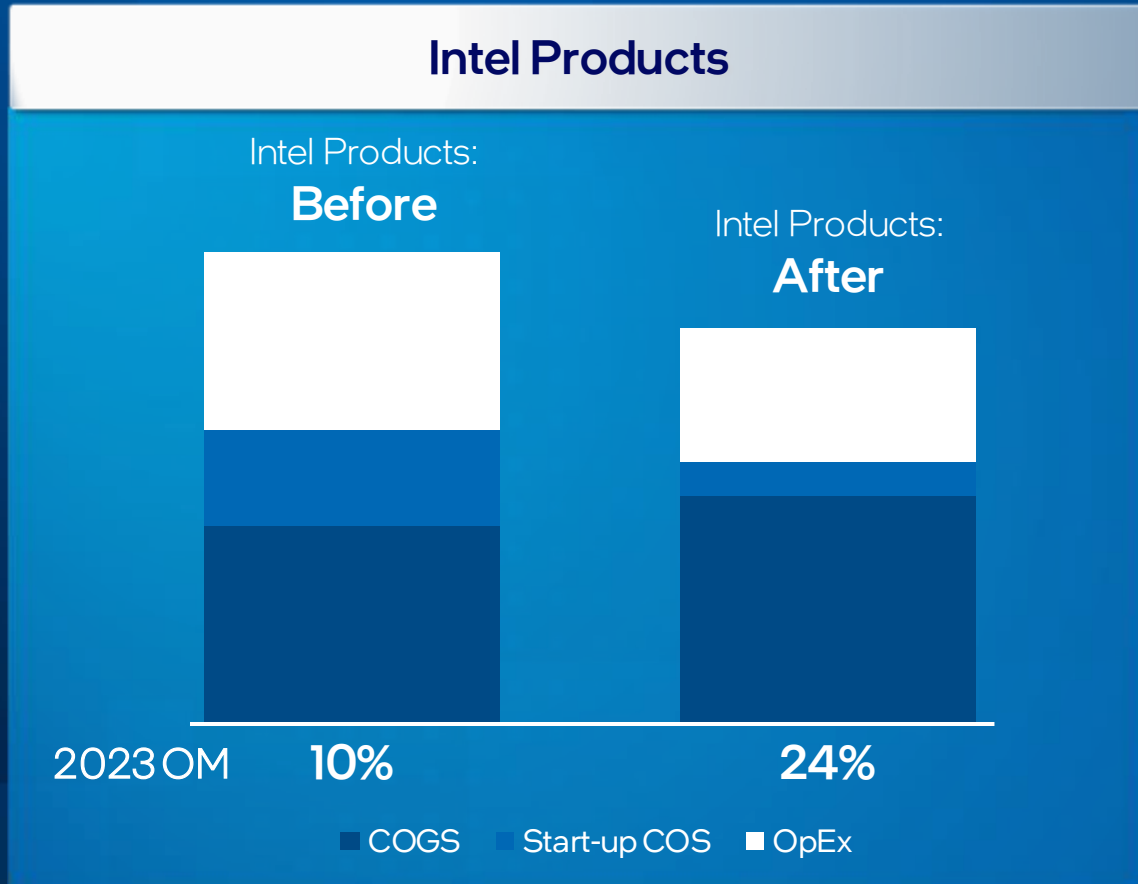 Intel Products
Intel Products:
Before
Intel Products:
After
2023 OM 10% 24%
COGS Start-up COS OpEx